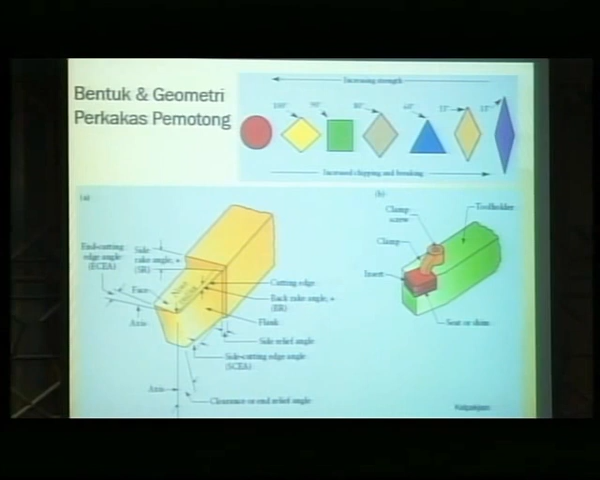 Bentuk & Geometri
Perkakas Pemotong
Increasing strength
100° 90° 80° 60° 55° 35°
Increased chipping and breaking
(a)
(b)
End-cutting
edge angle
(ECEA)
Side
rake angle, +
(SR)
Face
Nose
radius
Axis
Cutting edge
Back rake angle, +
(BR)
Flank
Side relief angle
Side-cutting edge angle
(SCEA)
Axis
Clearance or end relief angle
Clamp
screw
Toolholder
Clamp
Insert
Seat or shim
Kalpakjian